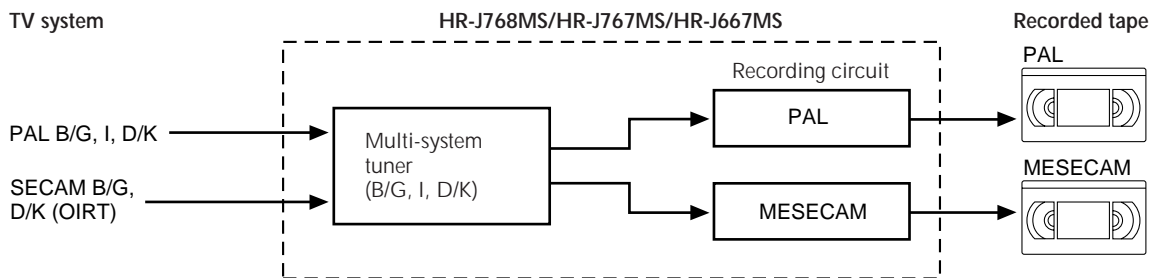 TV system
HR-J768MS/HR-J767MS/HR-J667MS
Recorded tape
PAL B/G, I, D/K
SECAM B/G,
D/K (OIRT)
Multi-system
tuner
(B/G, I, D/K)
Recording circuit
PAL
MESECAM
PAL
MESECAM